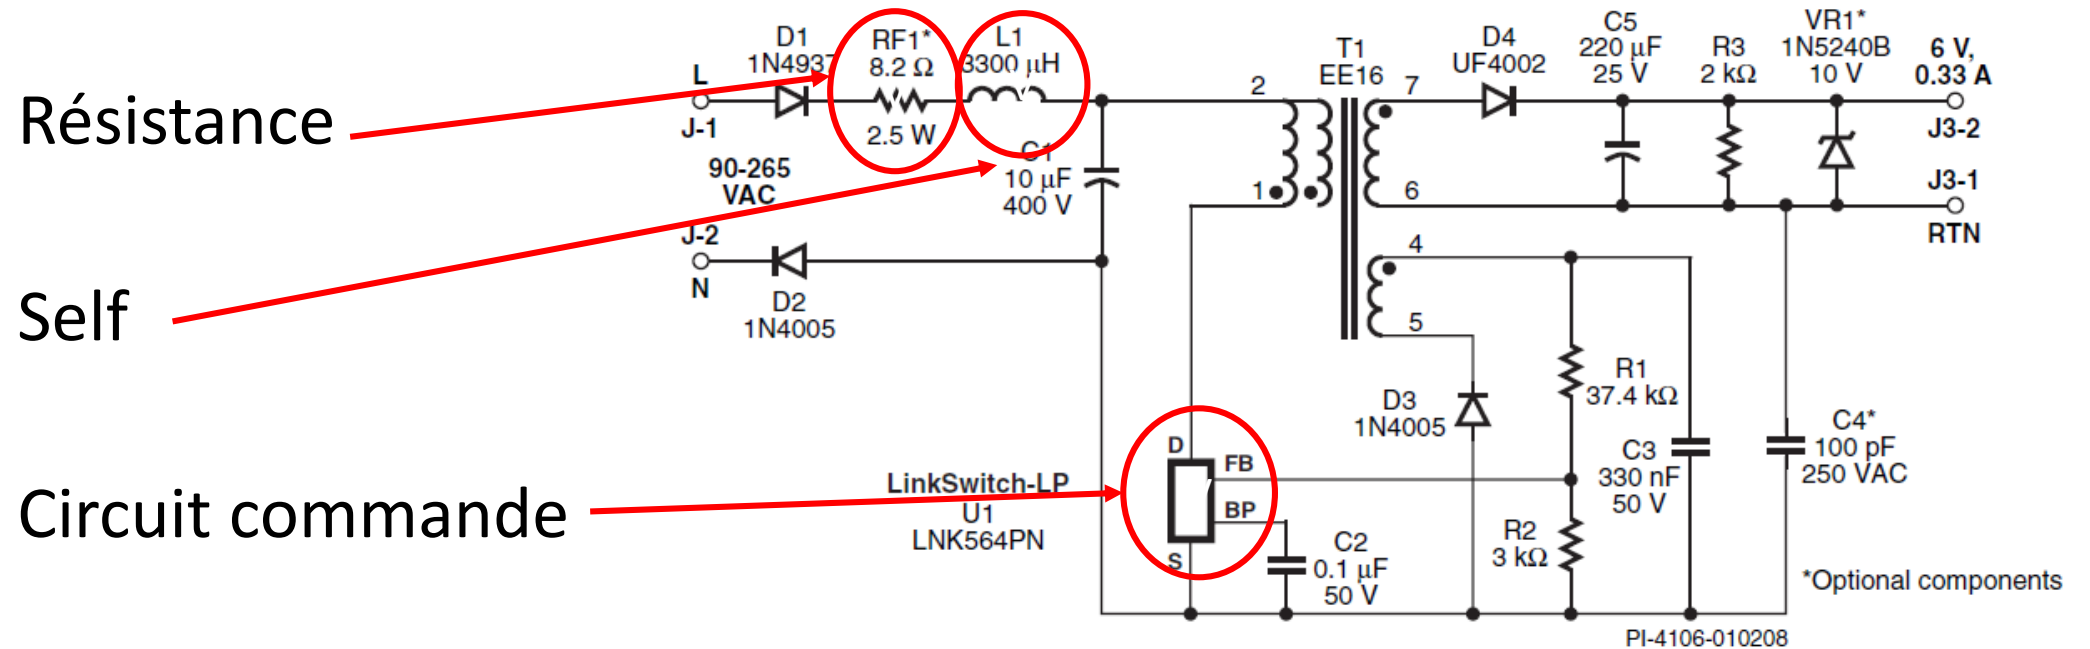 Résistance
Self
Circuit commande
D1
1N4937
RF1*
8.2 Ω
2.5 W
L1
3300 µH
L
J-1
90-265
VAC
J-2
N
D2
1N4005
C1
10 µF
400 V
2
1
T1
EE16
7
6
4
5
D4
UF4002
C5
220 µF
25 V
R3
2 kΩ
VR1*
1N5240B
10 V
6 V,
0.33 A
J3-2
J3-1
RTN
D3
1N4005
R1
37.4 kΩ
C3
330 nF
50 V
C4*
100 pF
250 VAC
LinkSwitch-LP
U1
LNK564PN
D
FB
BP
S
C2
0.1 µF
50 V
R2
3 kΩ
*Optional components
PI-4106-010208